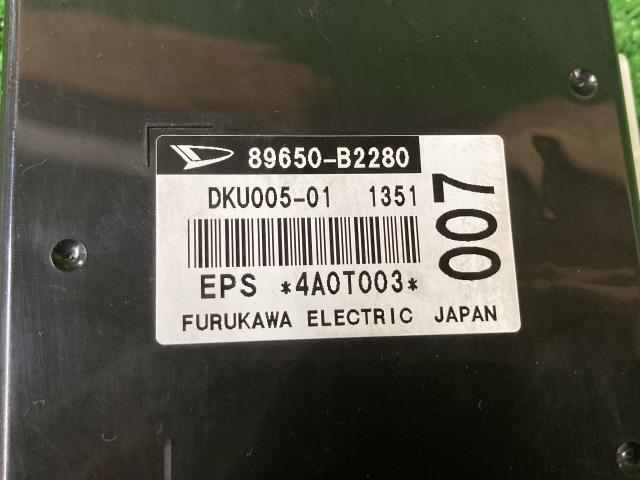 89650-B2280
DKU005-01 1351
007
EPS *4A0T003*
FURUKAWA ELECTRIC JAPAN